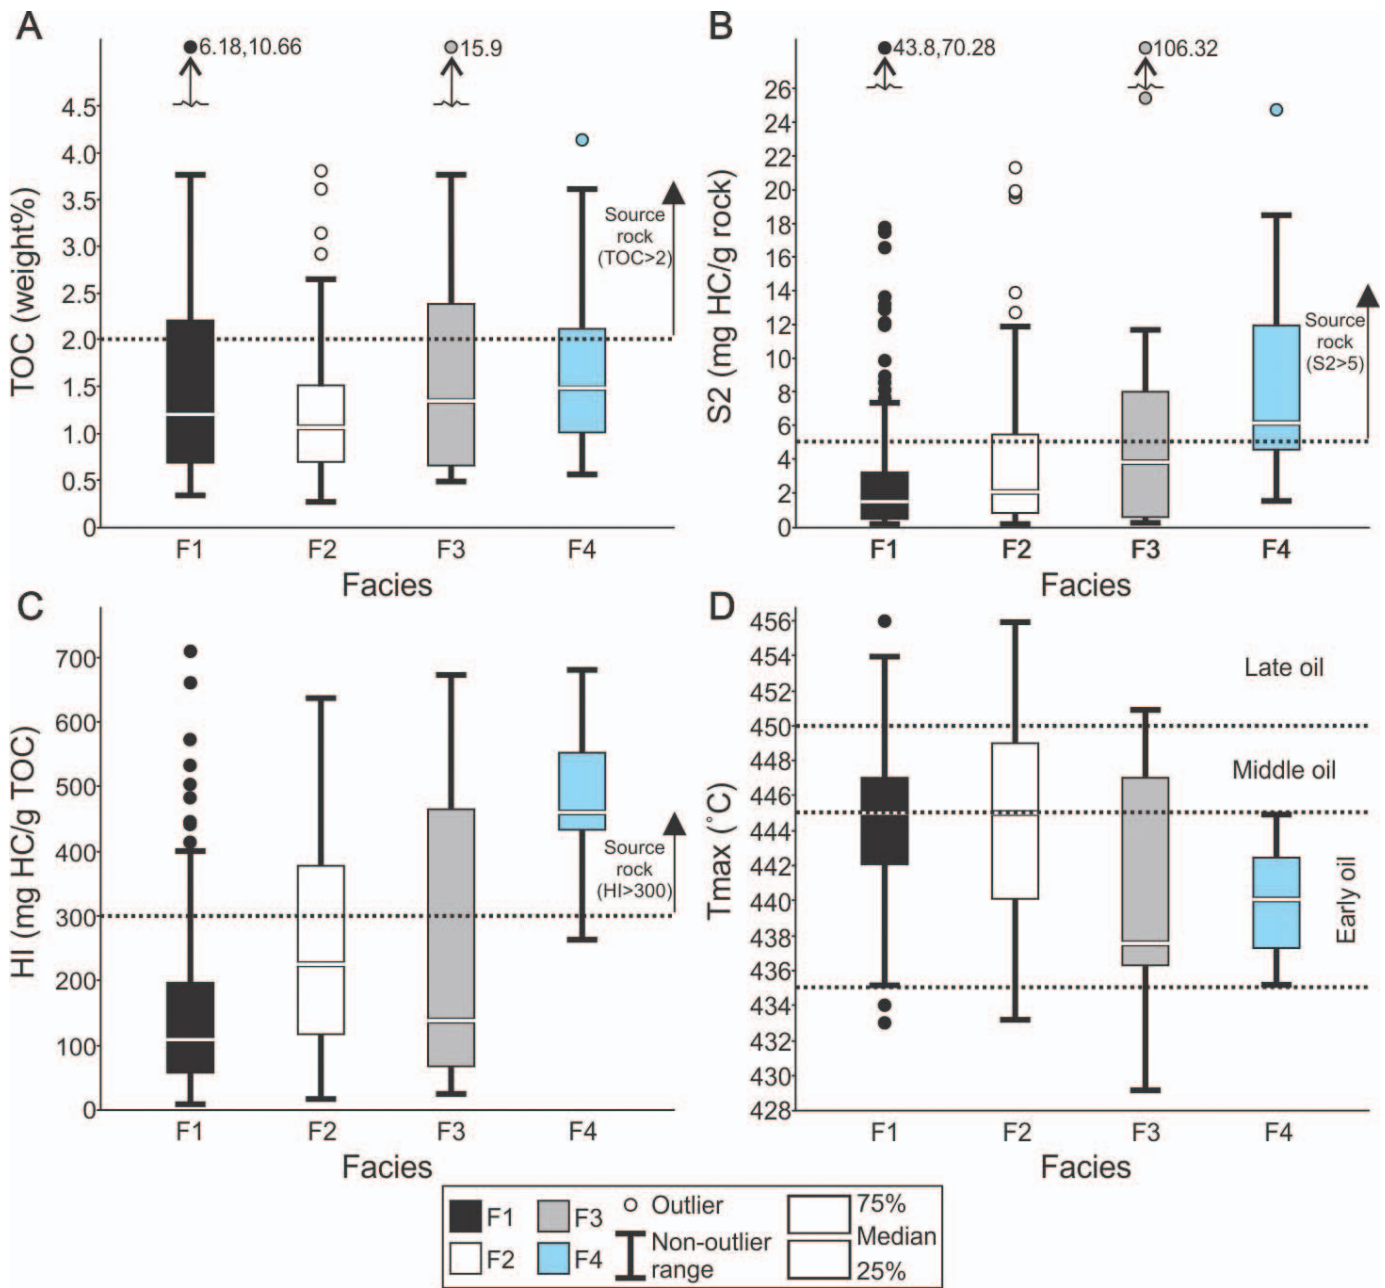 A
6.18,10.66
15.9
4.5
4.0
3.5
3.0
2.5
2.0
1.5
1.0
0.5
0
TOC (weight%)
Source
rock
(TOC>2)
F1
F2
F3
F4
Facies
B
43.8,70.28
106.32
26
24
22
20
18
16
14
12
10
8
6
4
2
0
S2 (mg HC/g rock)
Source
rock
(S2>5)
F1
F2
F3
F4
Facies
C
700
600
500
400
300
200
100
0
HI (mg HC/g TOC)
Source
rock
(HI>300)
F1
F2
F3
F4
Facies
D
456
454
452
450
448
446
444
442
440
438
436
434
432
430
428
Tmax (°C)
Late oil
Middle oil
Early oil
F1
F2
F3
F4
Facies
F1
F3
Outlier
75%
F2
F4
Non-outlier
range
Median
25%